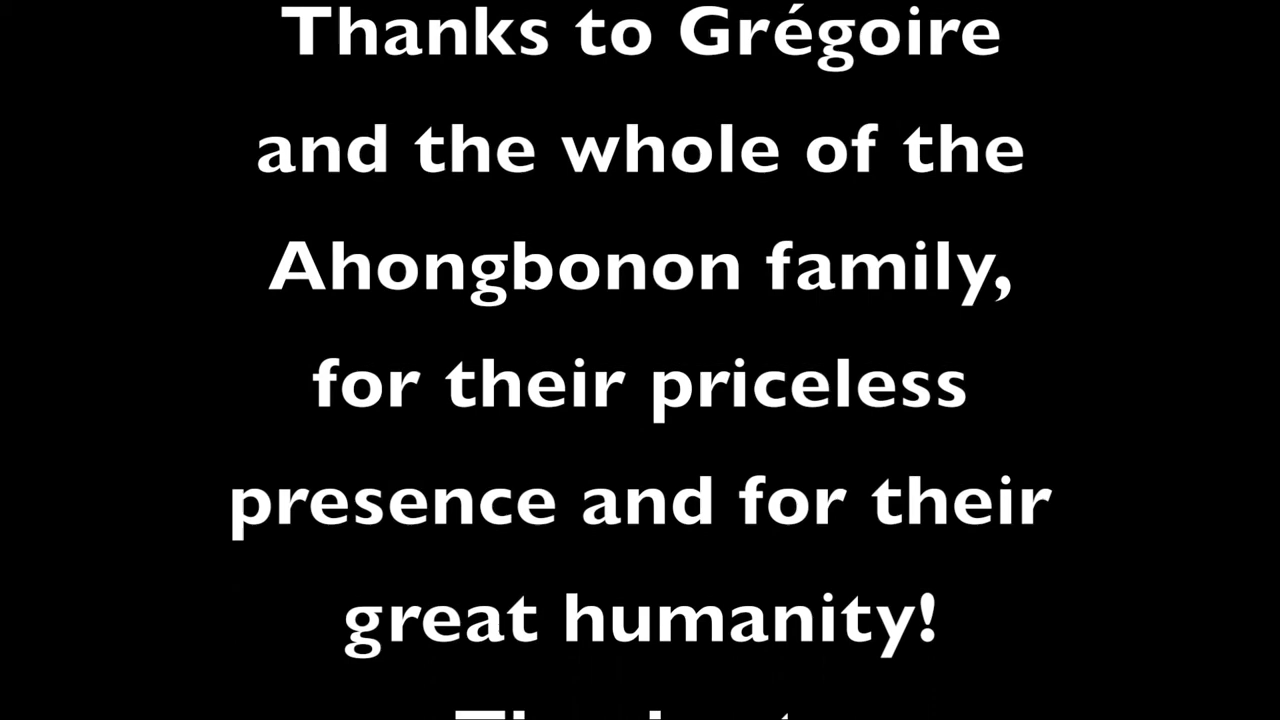 Thanks to Grégoire
and the whole of the
Ahongbonon family,
for their priceless
presence and for their
great humanity!